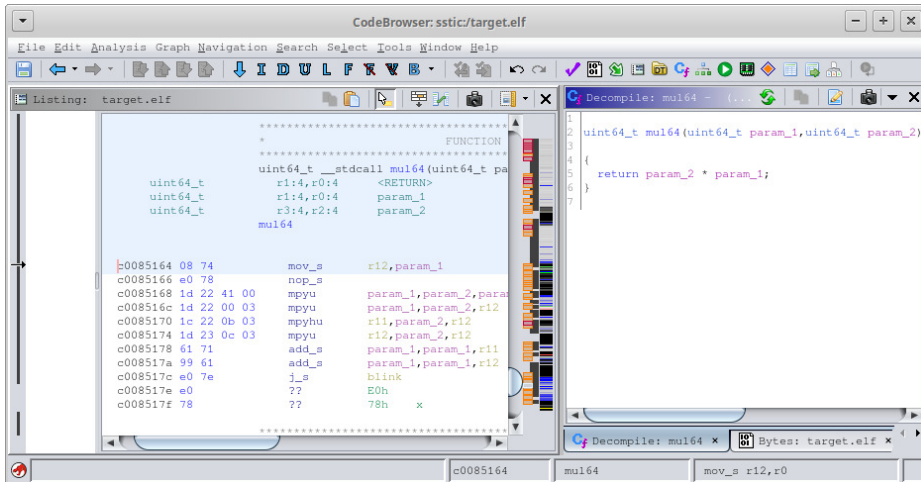 CodeBrowser: sstic:/target.elf
File Edit Analysis Graph Navigation Search Select Tools Window Help
I D U L F R V B
Listing: target.elf
****************************************
* FUNCTION
****************************************
uint64_t __stdcall mul64(uint64_t pa
uint64_t r1:4,r0:4 <RETURN>
uint64_t r1:4,r0:4 param_1
uint64_t r3:4,r2:4 param_2
mul64
c0085164 08 74 mov_s r12,param_1
c0085166 e0 78 nop_s
c0085168 1d 22 41 00 mpyu param_1,param_2,para
c008516c 1d 22 00 03 mpyu param_1,param_2,r12
c0085170 1c 22 0b 03 mpyhu r11,param_2,r12
c0085174 1d 23 0c 03 mpyu r12,param_2,r12
c0085178 61 71 add_s param_1,param_1,r11
c008517a 99 61 add_s param_1,param_1,r12
c008517c e0 7e j_s blink
c008517e e0 ?? E0h
c008517f 78 ?? 78h x
****************************************
Cf Decompile: mul64 - (...
1
2 uint64_t mul64(uint64_t param_1,uint64_t param_2)
3
4 {
5 return param_2 * param_1;
6 }
7
Cf Decompile: mul64 ×
Bytes: target.elf ×
c0085164
mul64
mov_s r12,r0